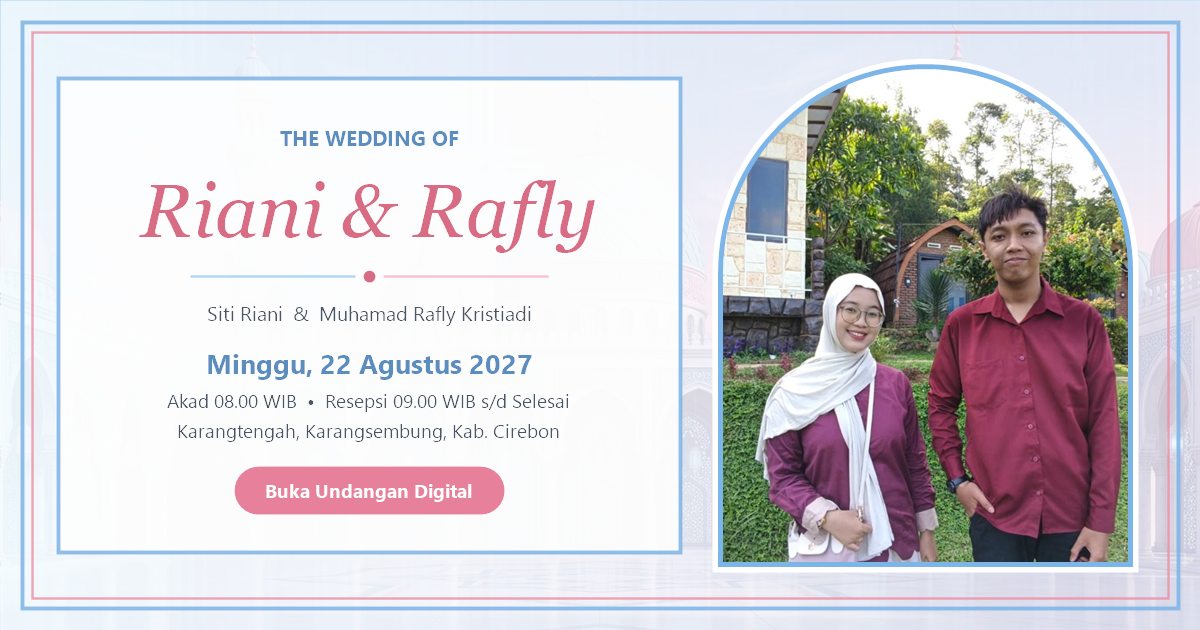 THE WEDDING OF
Riani & Rafly
Siti Riani & Muhamad Rafly Kristiadi
Minggu, 22 Agustus 2027
Akad 08.00 WIB • Resepsi 09.00 WIB s/d Selesai
Karangtengah, Karangsembung, Kab. Cirebon
Buka Undangan Digital